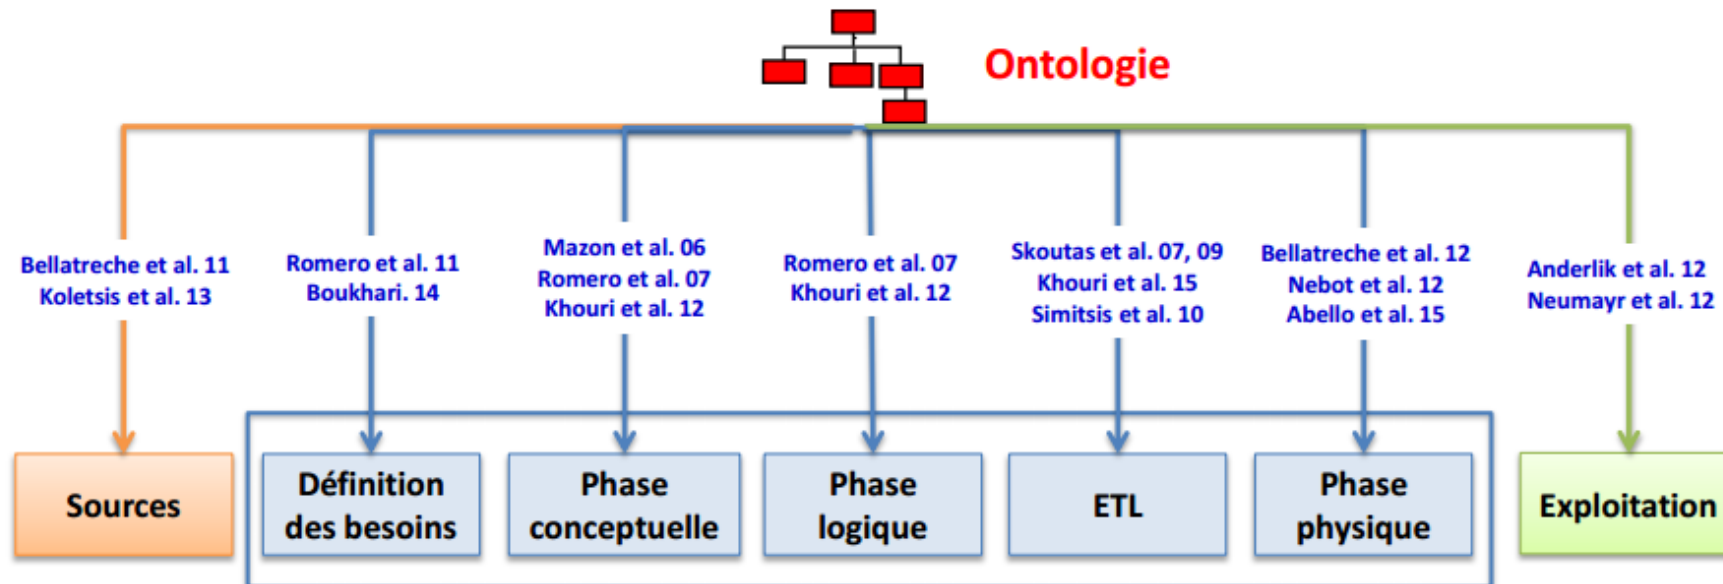 Ontologie
Bellatreche et al. 11
Koletsis et al. 13
Romero et al. 11
Boukhari. 14
Mazon et al. 06
Romero et al. 07
Khouri et al. 12
Romero et al. 07
Khouri et al. 12
Skoutas et al. 07, 09
Khouri et al. 15
Simitsis et al. 10
Bellatreche et al. 12
Nebot et al. 12
Abello et al. 15
Anderlik et al. 12
Neumayr et al. 12
Sources
Définition
des besoins
Phase
conceptuelle
Phase
logique
ETL
Phase
physique
Exploitation